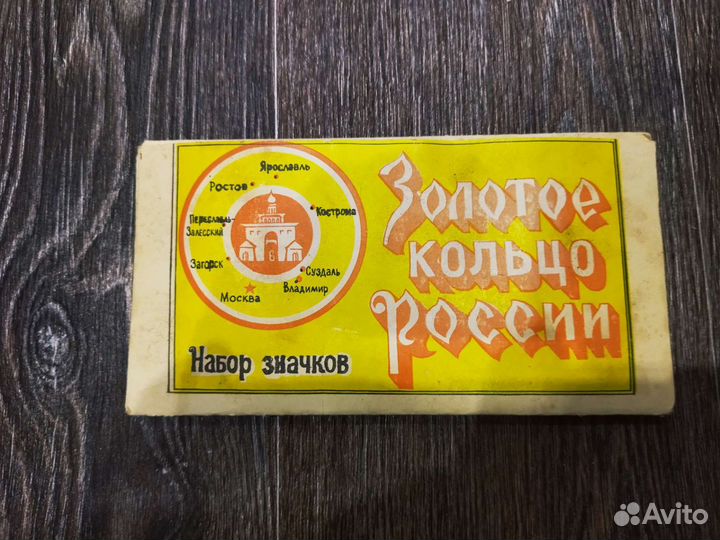 Золотое
кольцо
России
Ярославль
Ростов
Кострома
Переславль-
Залесский
Загорск
Суздаль
Владимир
Москва
Набор значков
Avito